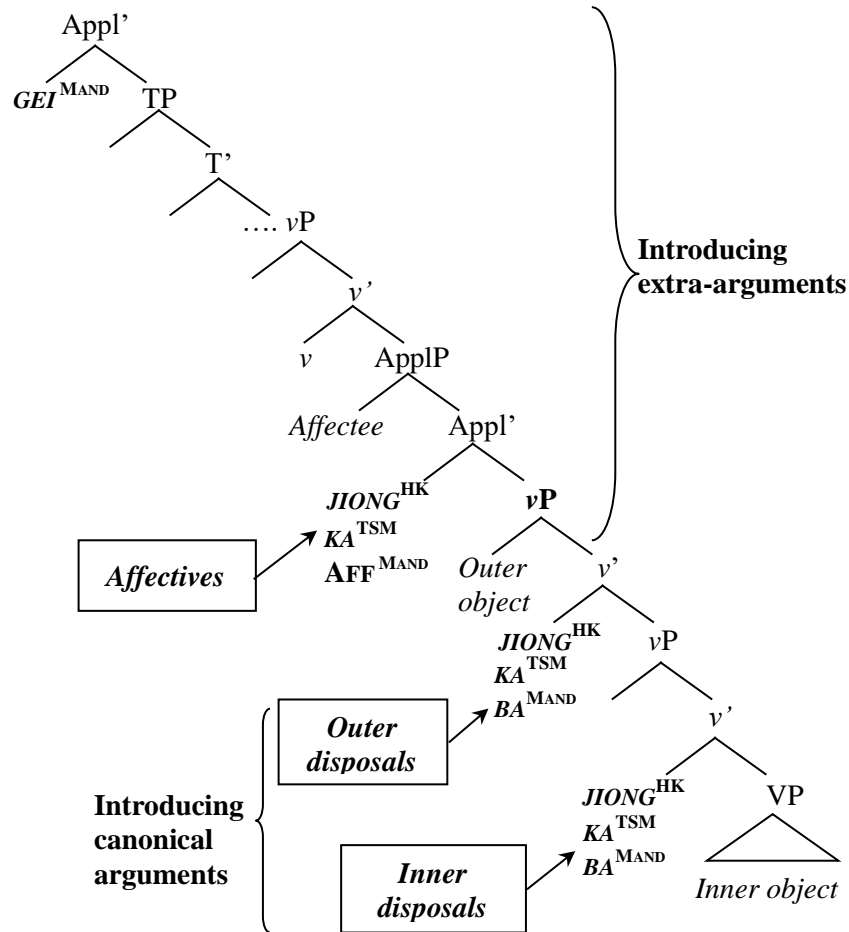 Appl’
GEI^MAND TP
T’
…. vP
v’
Introducing
extra-arguments
v ApplP
Affectee Appl’
JIONG^HK vP
KA^TSM
AFF^MAND
Affectives
Outer
object
v’
JIONG^HK vP
KA^TSM
BA^MAND
Outer
disposals
v’
Introducing
canonical
arguments
JIONG^HK VP
KA^TSM
BA^MAND
Inner
disposals
Inner object